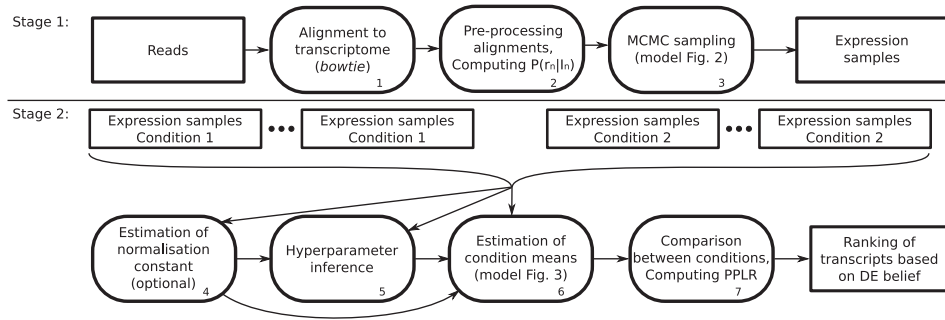 Stage 1:
Reads
Alignment to
transcriptome
(bowtie)
1
Pre-processing
alignments,
Computing P(rₙ|Iₙ)
2
MCMC sampling
(model Fig. 2)
3
Expression
samples
Stage 2:
Expression samples
Condition 1
•••
Expression samples
Condition 1
Expression samples
Condition 2
•••
Expression samples
Condition 2
Estimation of
normalisation
constant
(optional)
4
Hyperparameter
inference
5
Estimation of
condition means
(model Fig. 3)
6
Comparison
between conditions,
Computing PPLR
7
Ranking of
transcripts based
on DE belief